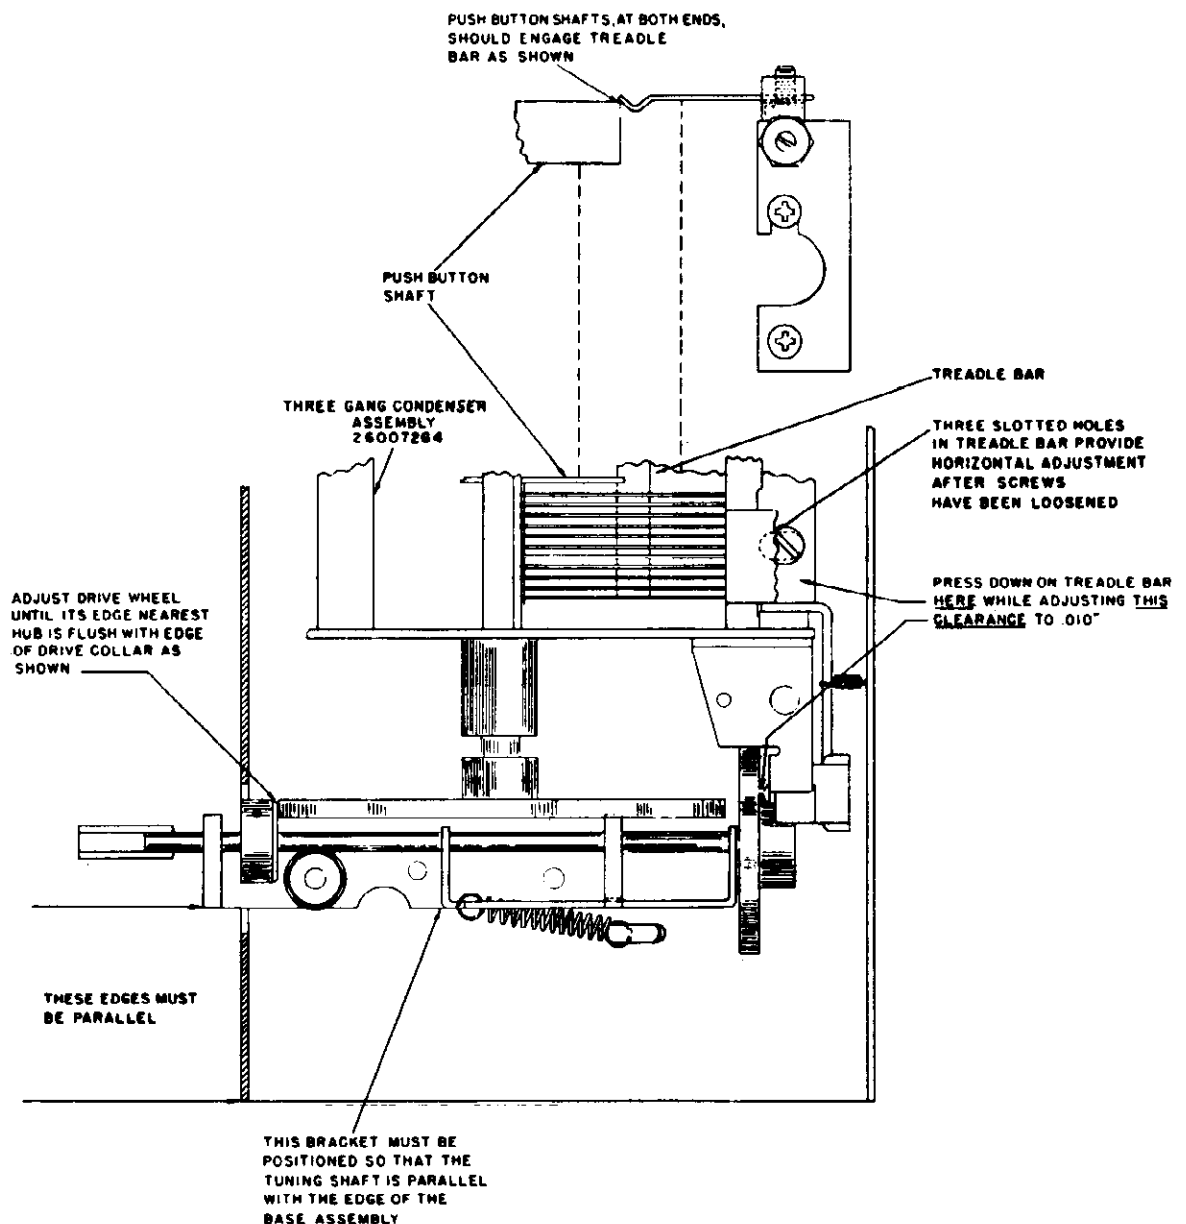 PUSH BUTTON SHAFTS, AT BOTH ENDS,
SHOULD ENGAGE TREADLE
BAR AS SHOWN
PUSH BUTTON
SHAFT
TREADLE BAR
THREE GANG CONDENSER
ASSEMBLY
26007264
THREE SLOTTED HOLES
IN TREADLE BAR PROVIDE
HORIZONTAL ADJUSTMENT
AFTER SCREWS
HAVE BEEN LOOSENED
ADJUST DRIVE WHEEL
UNTIL ITS EDGE NEAREST
HUB IS FLUSH WITH EDGE
OF DRIVE COLLAR AS
SHOWN
PRESS DOWN ON TREADLE BAR
HERE WHILE ADJUSTING THIS
CLEARANCE TO .010"
THESE EDGES MUST
BE PARALLEL
THIS BRACKET MUST BE
POSITIONED SO THAT THE
TUNING SHAFT IS PARALLEL
WITH THE EDGE OF THE
BASE ASSEMBLY